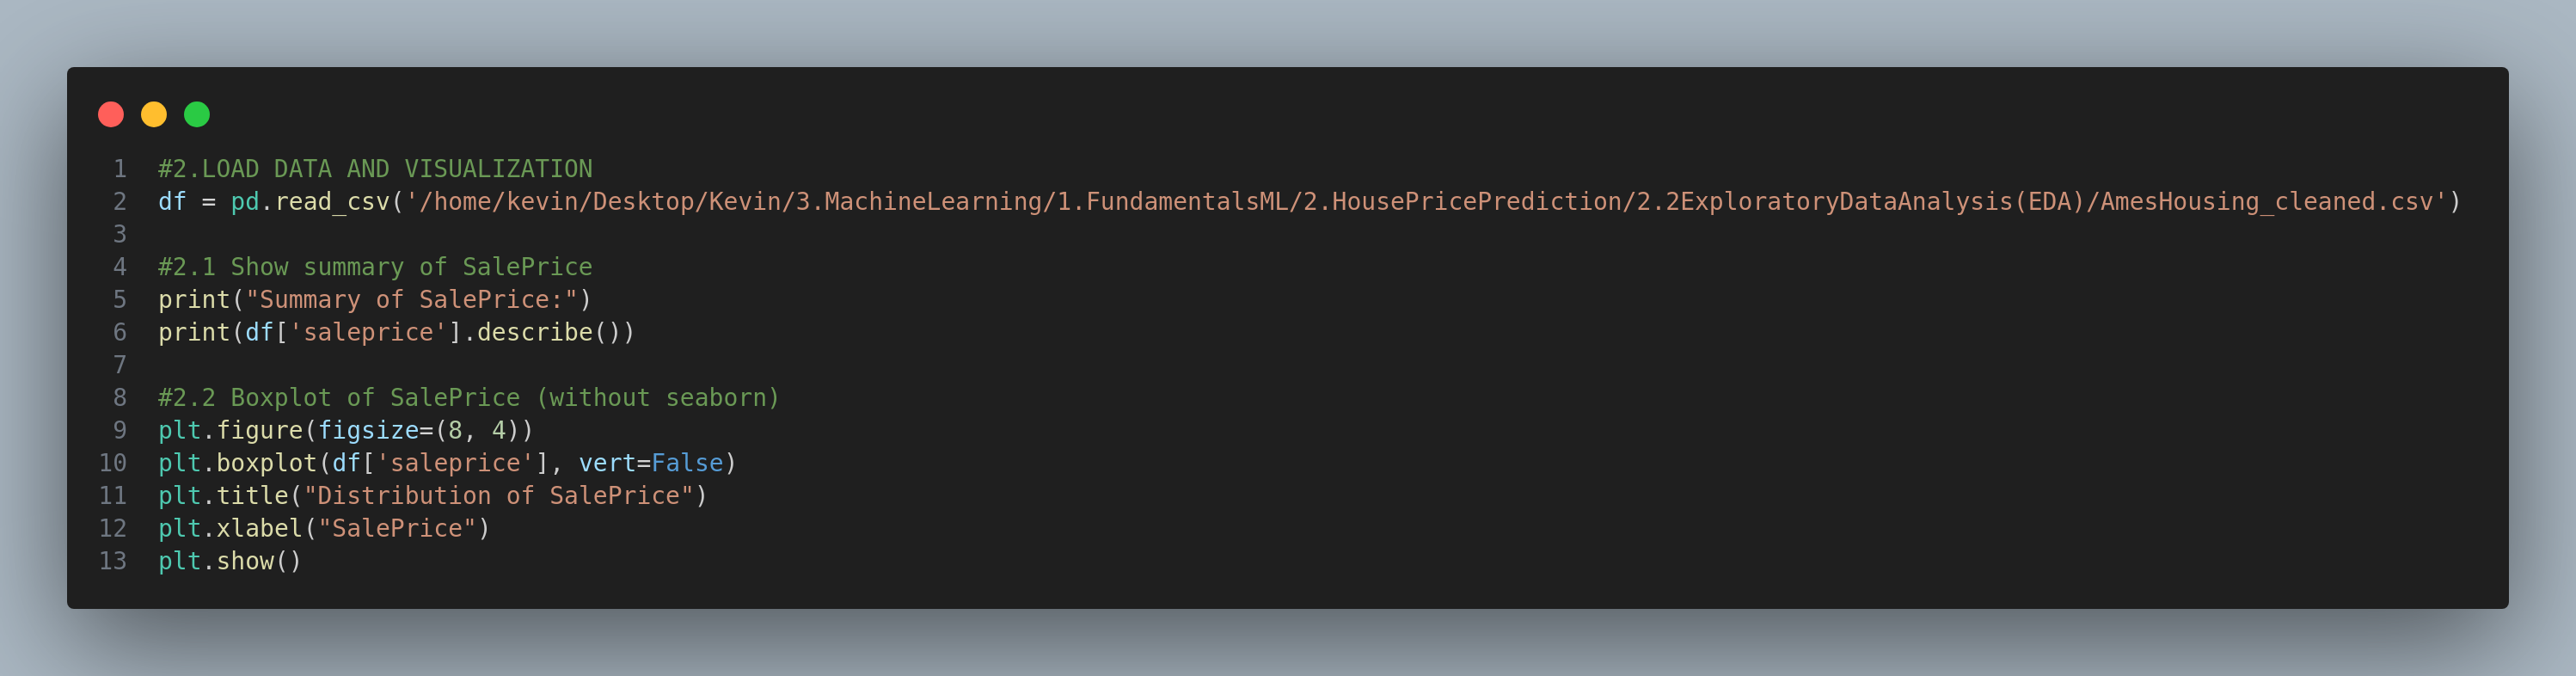 1 #2.LOAD DATA AND VISUALIZATION
2 df = pd.read_csv('/home/kevin/Desktop/Kevin/3.MachineLearning/1.FundamentalsML/2.HousePricePrediction/2.2ExploratoryDataAnalysis(EDA)/AmesHousing_cleaned.csv')
3
4 #2.1 Show summary of SalePrice
5 print("Summary of SalePrice:")
6 print(df['saleprice'].describe())
7
8 #2.2 Boxplot of SalePrice (without seaborn)
9 plt.figure(figsize=(8, 4))
10 plt.boxplot(df['saleprice'], vert=False)
11 plt.title("Distribution of SalePrice")
12 plt.xlabel("SalePrice")
13 plt.show()